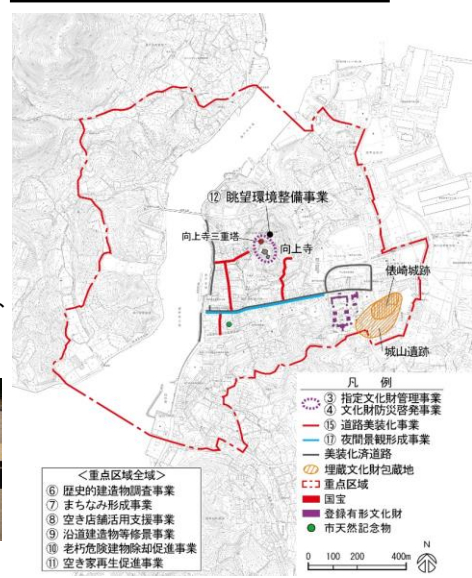 ⑫ 眺望環境整備事業
向上寺三重塔
向上寺
俵崎城跡
城山遺跡
凡 例
③ 指定文化財管理事業
④ 文化財防災啓発事業
⑮ 道路美装化事業
⑰ 夜間景観形成事業
美装化済道路
埋蔵文化財包蔵地
重点区域
国宝
登録有形文化財
市天然記念物
0 100 200 400m
N
＜重点区域全域＞
⑥ 歴史的建造物調査事業
⑦ まちなみ形成事業
⑧ 空き店舗活用支援事業
⑨ 沿道建造物等修景事業
⑩ 老朽危険建物除却促進事業
⑪ 空き家再生促進事業